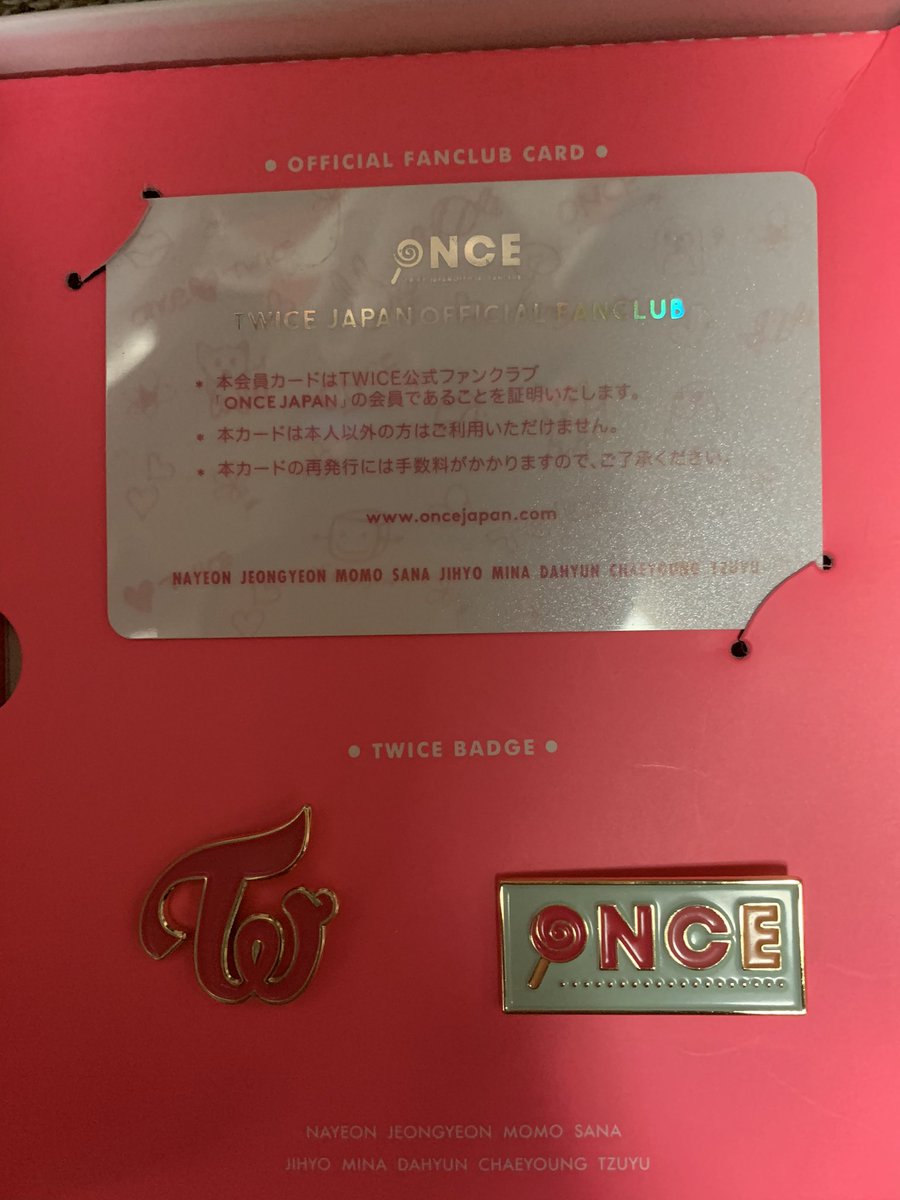 • OFFICIAL FANCLUB CARD •
ONCE
TWICE JAPAN OFFICIAL FANCLUB
TWICE JAPAN OFFICIAL FANCLUB
* 本会員カードはTWICE公式ファンクラブ
「ONCE JAPAN」の会員であることを証明いたします。
* 本カードは本人以外の方はご利用いただけません。
* 本カードの再発行には手数料がかかりますので、ご了承ください。
www.oncejapan.com
NAYEON JEONGYEON MOMO SANA JIHYO MINA DAHYUN CHAEYOUNG TZUYU
• TWICE BADGE •
TW
ONCE
NAYEON JEONGYEON MOMO SANA
JIHYO MINA DAHYUN CHAEYOUNG TZUYU